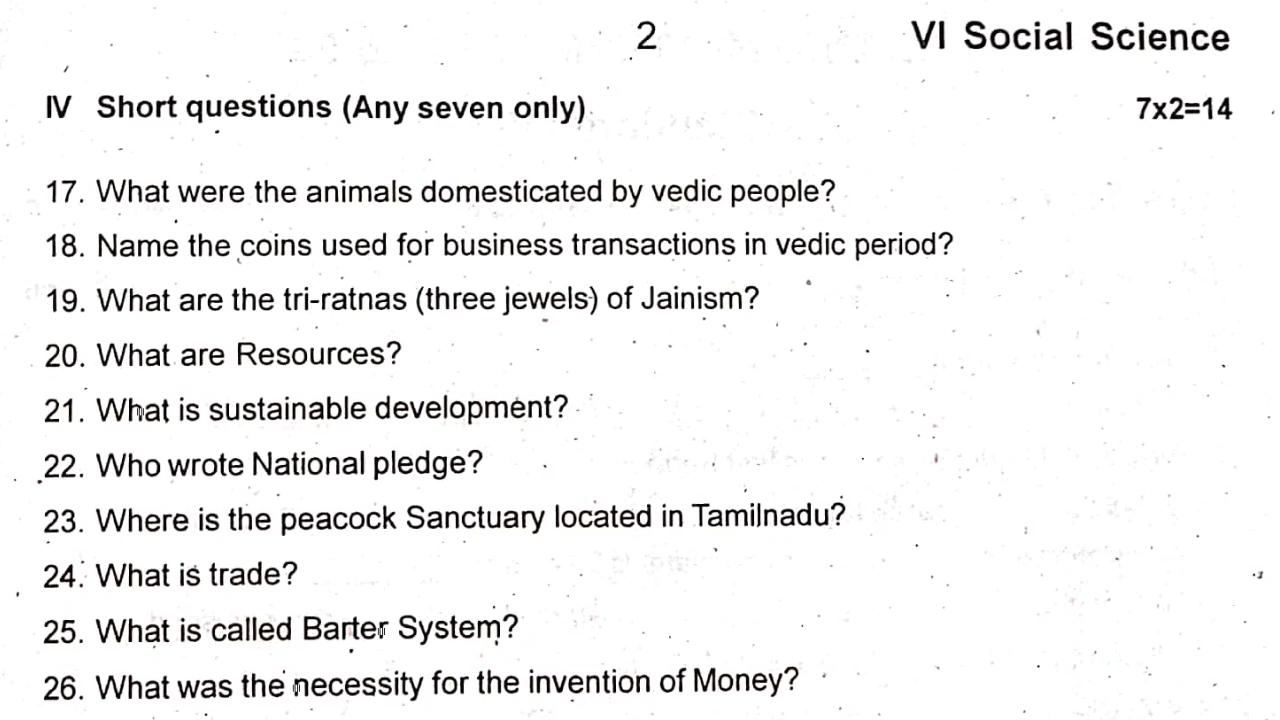 2 VI Social Science
IV Short questions (Any seven only) 7x2=14
17. What were the animals domesticated by vedic people?
18. Name the coins used for business transactions in vedic period?
19. What are the tri-ratnas (three jewels) of Jainism?
20. What are Resources?
21. What is sustainable development?
22. Who wrote National pledge?
23. Where is the peacock Sanctuary located in Tamilnadu?
24. What is trade?
25. What is called Barter System?
26. What was the necessity for the invention of Money?